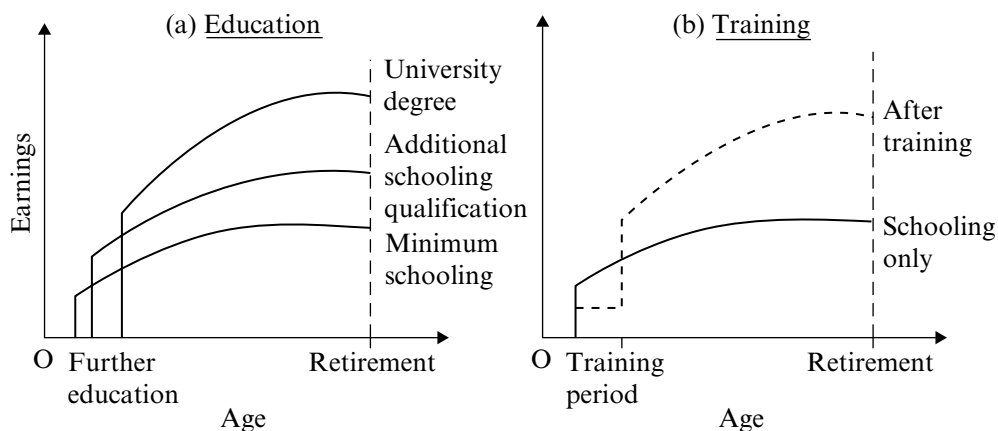 (a) Education
University
degree
Additional
schooling
qualification
Minimum
schooling
Earnings
O
Further
education
Retirement
Age
(b) Training
After
training
Schooling
only
O
Training
period
Retirement
Age